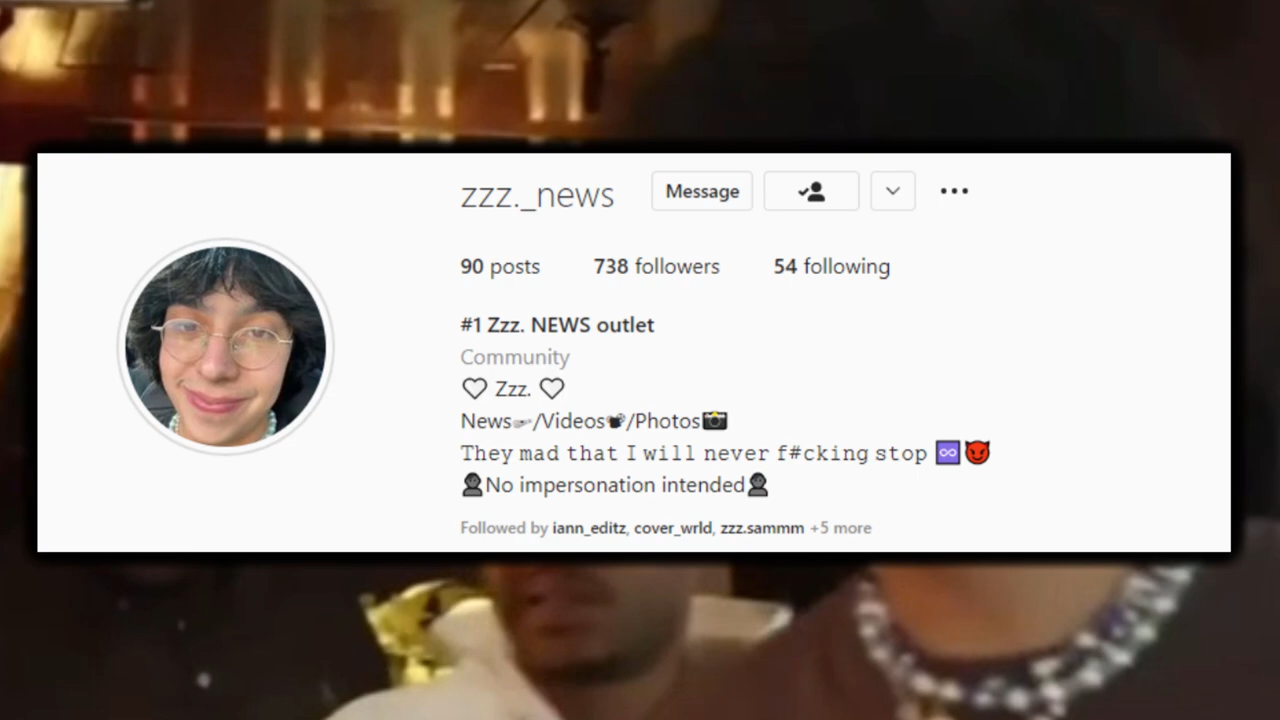 zzz._news
Message
90 posts 738 followers 54 following
#1 Zzz. NEWS outlet
Community
♡ Zzz. ♡
News🗞/Videos📽/Photos📸
They mad that I will never f#cking stop ♾😈
👤No impersonation intended👤
Followed by iann_editz, cover_wrld, zzz.sammm +5 more